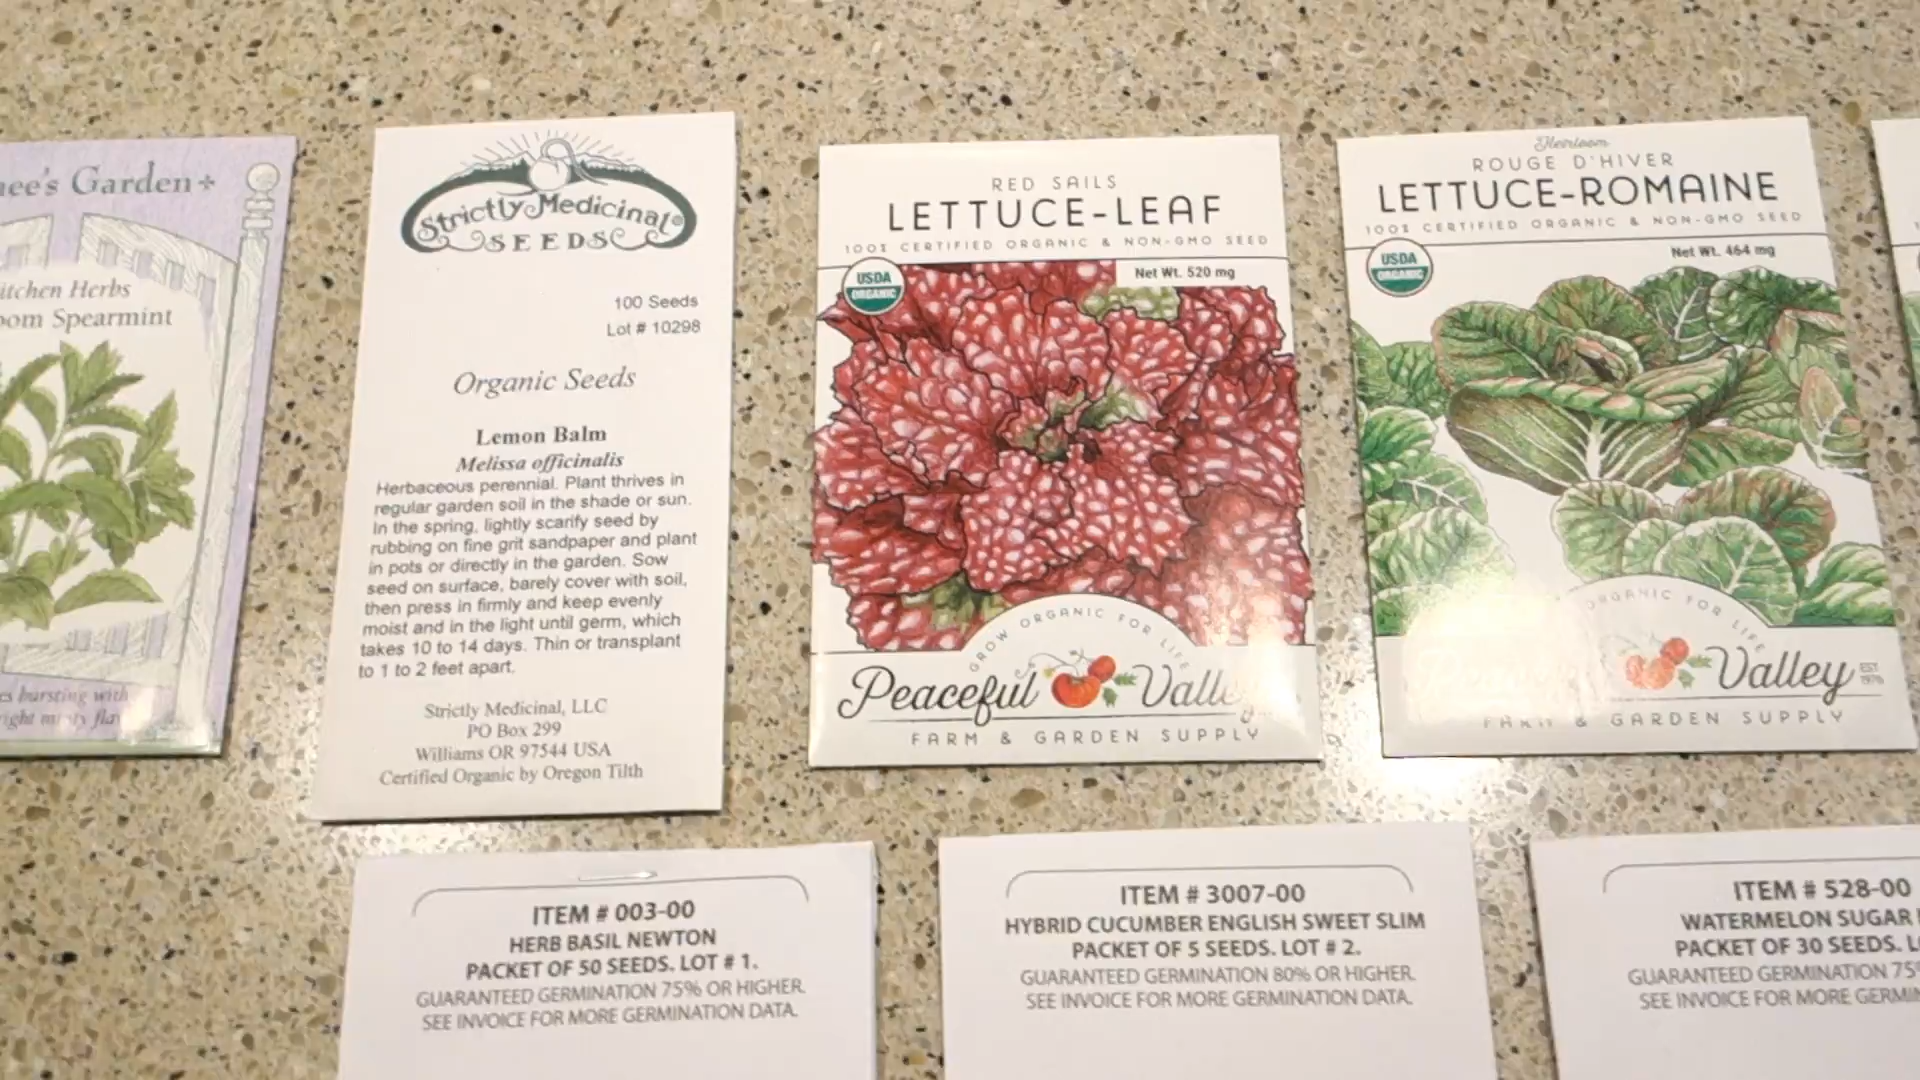 Garden
Herbs
Spearmint
bursting with
Strictly Medicinal®
SEEDS
100 Seeds
Lot # 10298
Organic Seeds
Lemon Balm
Melissa officinalis
Herbaceous perennial. Plant thrives in
regular garden soil in the shade or sun.
In the spring, lightly scarify seed by
rubbing on fine grit sandpaper and plant
in pots or directly in the garden. Sow
seed on surface, barely cover with soil,
then press in firmly and keep evenly
moist and in the light until germ, which
takes 10 to 14 days. Thin or transplant
to 1 to 2 feet apart.
Strictly Medicinal, LLC
PO Box 299
Williams OR 97544 USA
Certified Organic by Oregon Tilth
RED SAILS
LETTUCE-LEAF
100% CERTIFIED ORGANIC & NON-GMO SEED
USDA
ORGANIC
Net Wt. 520 mg
GROW ORGANIC FOR LIFE
Peaceful Valley
FARM & GARDEN SUPPLY
Heirloom
ROUGE D'HIVER
LETTUCE-ROMAINE
100% CERTIFIED ORGANIC & NON-GMO SEED
USDA
ORGANIC
Net Wt. 464 mg
ORGANIC FOR LIFE
Valley EST. 1976
FARM & GARDEN SUPPLY
ITEM # 003-00
HERB BASIL NEWTON
PACKET OF 50 SEEDS. LOT # 1.
GUARANTEED GERMINATION 75% OR HIGHER.
SEE INVOICE FOR MORE GERMINATION DATA.
ITEM # 3007-00
HYBRID CUCUMBER ENGLISH SWEET SLIM
PACKET OF 5 SEEDS. LOT # 2.
GUARANTEED GERMINATION 80% OR HIGHER.
SEE INVOICE FOR MORE GERMINATION DATA.
ITEM # 528-00
WATERMELON SUGAR
PACKET OF 30 SEEDS.
GUARANTEED GERMINATION 75%
SEE INVOICE FOR MORE